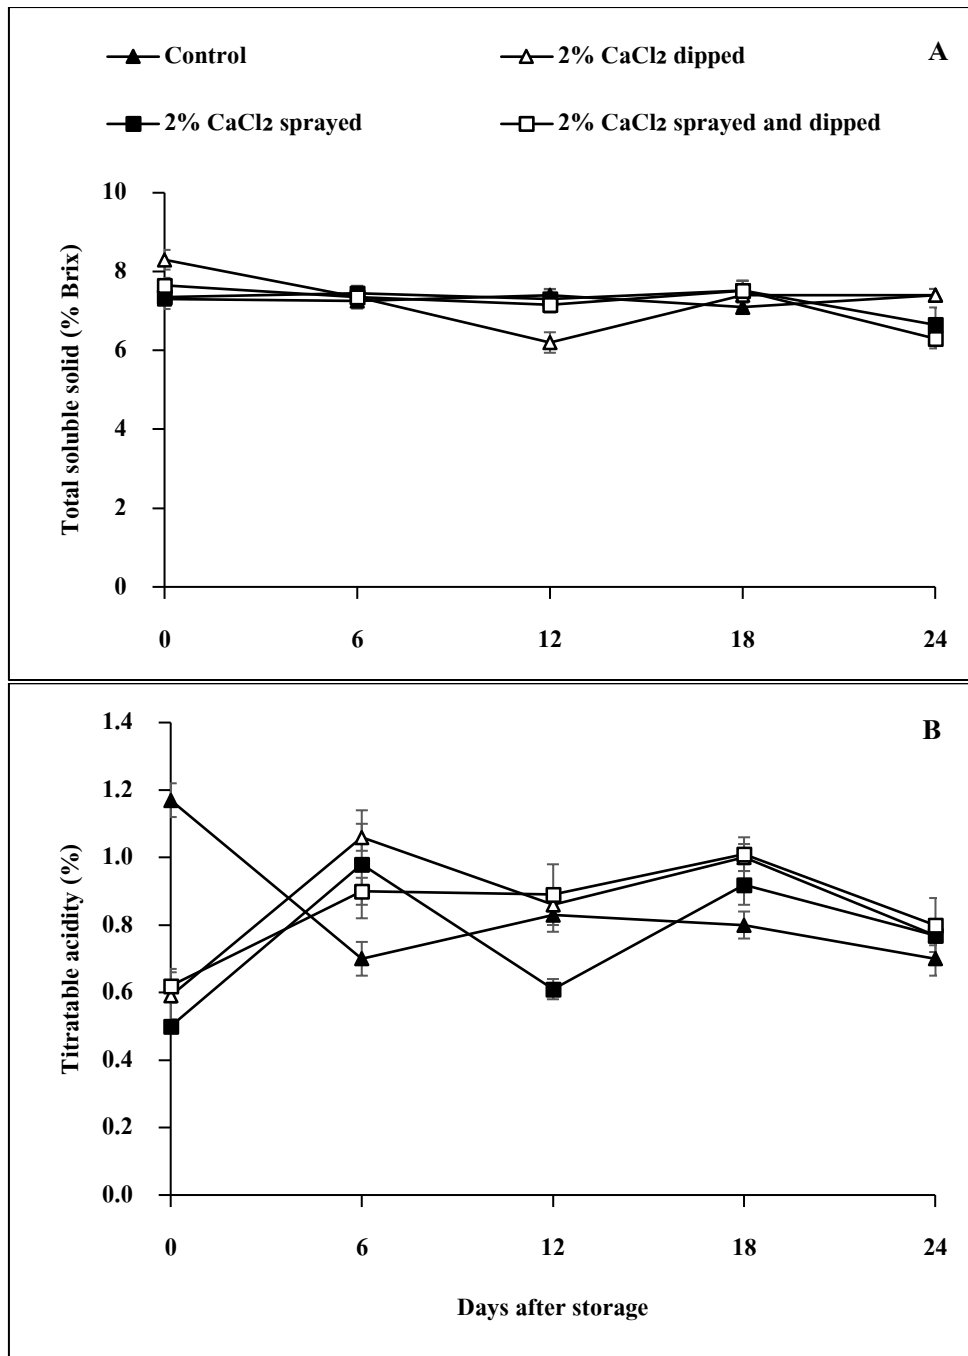 Control
2% CaCl₂ dipped
A
2% CaCl₂ sprayed
2% CaCl₂ sprayed and dipped
Total soluble solid (% Brix)
10
8
6
4
2
0
0 6 12 18 24
B
Titratable acidity (%)
1.4
1.2
1.0
0.8
0.6
0.4
0.2
0.0
0 6 12 18 24
Days after storage